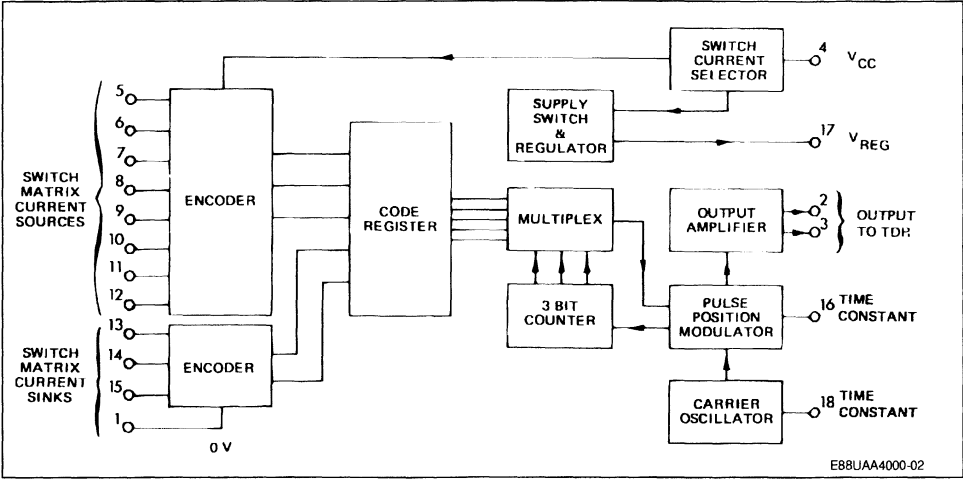 SWITCH
CURRENT
SELECTOR
4
VCC
SUPPLY
SWITCH
&
REGULATOR
17
VREG
SWITCH
MATRIX
CURRENT
SOURCES
5
6
7
8
9
10
11
12
ENCODER
CODE
REGISTER
MULTIPLEX
OUTPUT
AMPLIFIER
2
3
OUTPUT
TO TDR
3 BIT
COUNTER
PULSE
POSITION
MODULATOR
16 TIME
CONSTANT
SWITCH
MATRIX
CURRENT
SINKS
13
14
15
1
ENCODER
0 V
CARRIER
OSCILLATOR
18 TIME
CONSTANT
E88UAA4000-02